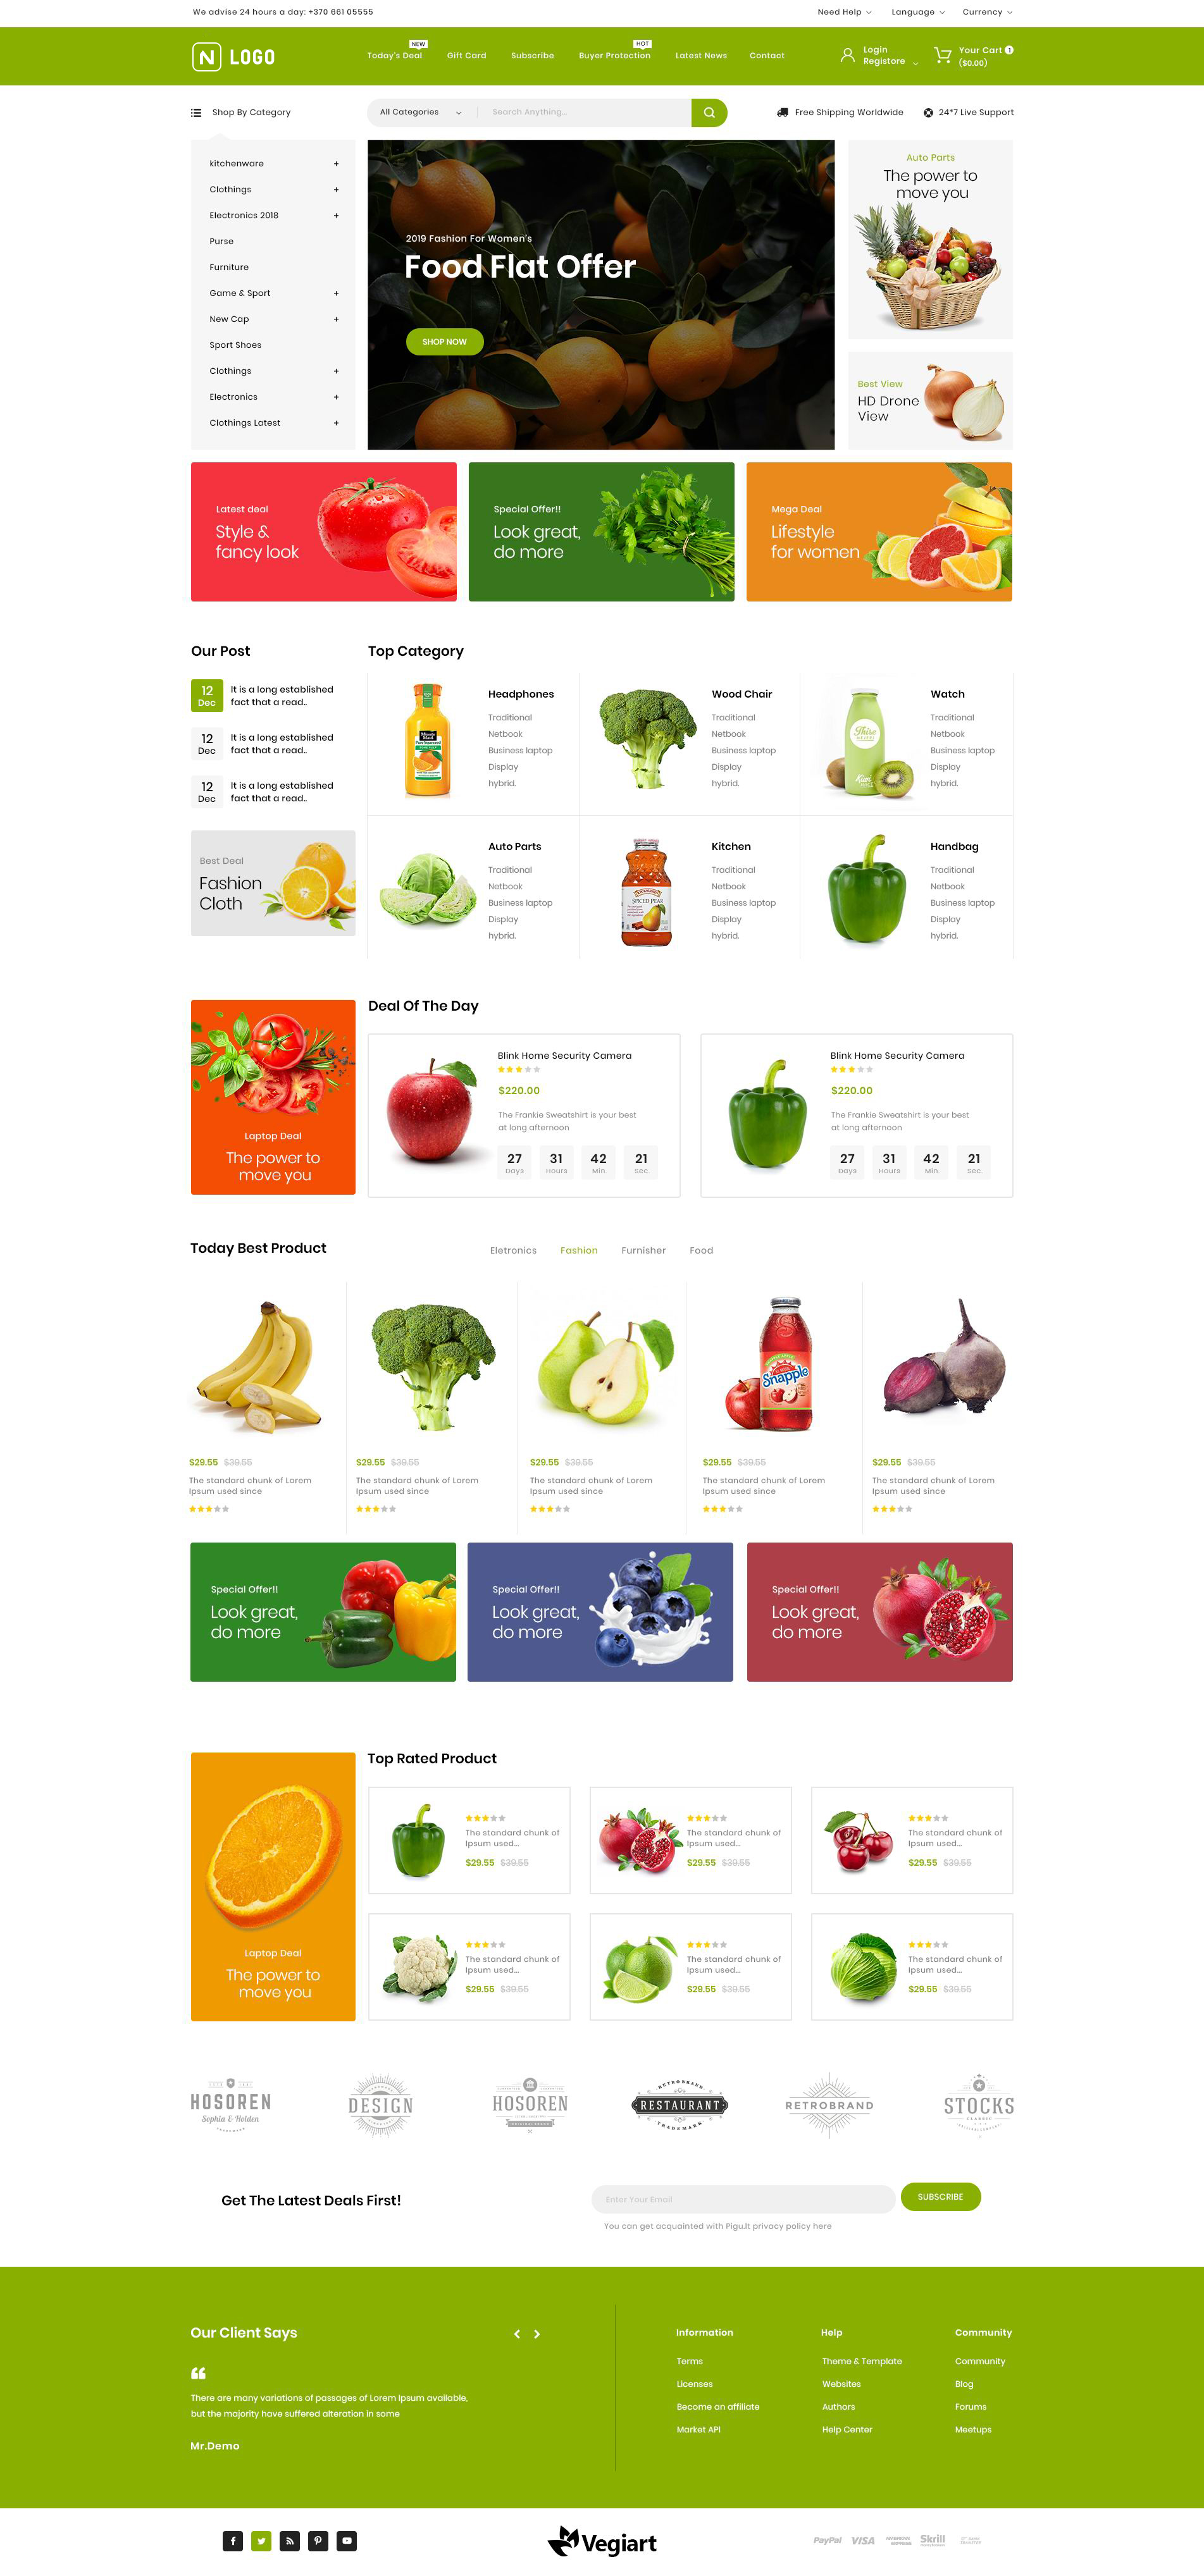 We advise 24 hours a day: +370 661 05555
Need Help
Language
Currency
N LOGO
NEW
Today's Deal
Gift Card
Subscribe
HOT
Buyer Protection
Latest News
Contact
Login
Registore
Your Cart 1
($0.00)
Shop By Category
All Categories
Search Anything...
Free Shipping Worldwide
24*7 Live Support
kitchenware +
Clothings +
Electronics 2018 +
Purse
Furniture
Game & Sport +
New Cap +
Sport Shoes
Clothings +
Electronics +
Clothings Latest +
2019 Fashion For Women's
Food Flat Offer
SHOP NOW
Auto Parts
The power to
move you
Best View
HD Drone
View
Latest deal
Style &
fancy look
Special Offer!!
Look great,
do more
Mega Deal
Lifestyle
for women
Our Post
12
Dec
It is a long established
fact that a read..
12
Dec
It is a long established
fact that a read..
12
Dec
It is a long established
fact that a read..
Best Deal
Fashion
Cloth
Top Category
Minute Maid
Headphones
Traditional
Netbook
Business laptop
Display
hybrid.
Wood Chair
Traditional
Netbook
Business laptop
Display
hybrid.
Kiwi
Watch
Traditional
Netbook
Business laptop
Display
hybrid.
Auto Parts
Traditional
Netbook
Business laptop
Display
hybrid.
SPICED PEAR
Kitchen
Traditional
Netbook
Business laptop
Display
hybrid.
Handbag
Traditional
Netbook
Business laptop
Display
hybrid.
Laptop Deal
The power to
move you
Deal Of The Day
Blink Home Security Camera
$220.00
The Frankie Sweatshirt is your best
at long afternoon
27 31 42 21
Days Hours Min. Sec.
Blink Home Security Camera
$220.00
The Frankie Sweatshirt is your best
at long afternoon
27 31 42 21
Days Hours Min. Sec.
Today Best Product
Eletronics
Fashion
Furnisher
Food
Snapple
$29.55 $39.55
The standard chunk of Lorem
Ipsum used since
$29.55 $39.55
The standard chunk of Lorem
Ipsum used since
$29.55 $39.55
The standard chunk of Lorem
Ipsum used since
$29.55 $39.55
The standard chunk of Lorem
Ipsum used since
$29.55 $39.55
The standard chunk of Lorem
Ipsum used since
Special Offer!!
Look great,
do more
Special Offer!!
Look great,
do more
Special Offer!!
Look great,
do more
Laptop Deal
The power to
move you
Top Rated Product
The standard chunk of
Ipsum used...
$29.55 $39.55
The standard chunk of
Ipsum used...
$29.55 $39.55
The standard chunk of
Ipsum used...
$29.55 $39.55
The standard chunk of
Ipsum used...
$29.55 $39.55
The standard chunk of
Ipsum used...
$29.55 $39.55
The standard chunk of
Ipsum used...
$29.55 $39.55
HOSOREN
Sophia & Holden
TRADEMARK
DESIGN
HOSOREN
RETROBRAND
RESTAURANT
TRADEMARK
RETROBRAND
STOCKS
CLASSIC
Get The Latest Deals First!
Enter Your Email
SUBSCRIBE
You can get acquainted with Pigu.lt privacy policy here
Our Client Says
There are many variations of passages of Lorem Ipsum available,
but the majority have suffered alteration in some
Mr.Demo
Information
Terms
Licenses
Become an affiliate
Market API
Help
Theme & Template
Websites
Authors
Help Center
Community
Community
Blog
Forums
Meetups
Vegiart
PayPal
VISA
AMERICAN EXPRESS
Skrill